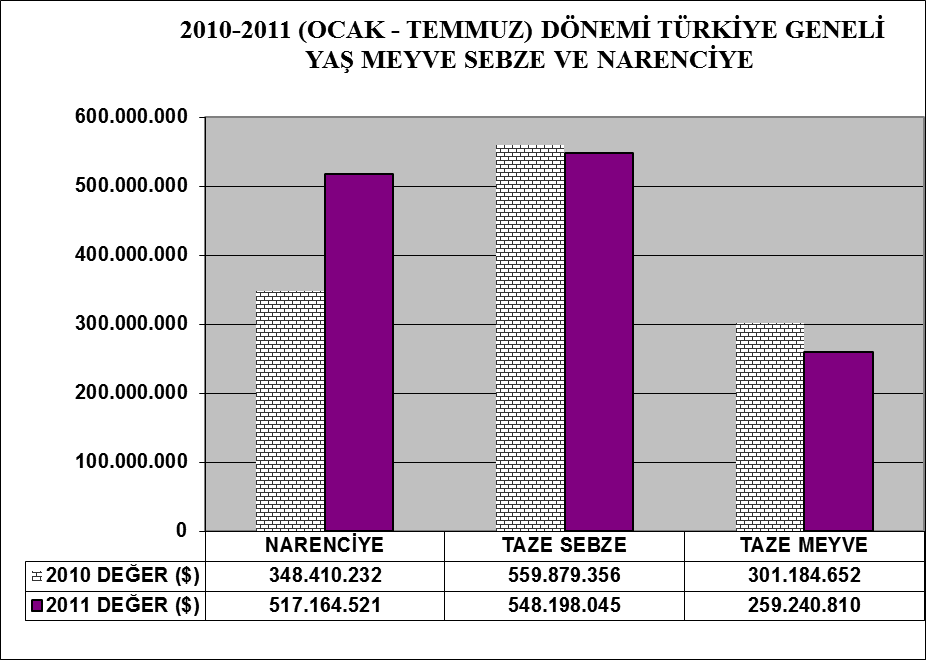 2010-2011 (OCAK - TEMMUZ) DÖNEMİ TÜRKİYE GENELİ
YAŞ MEYVE SEBZE VE NARENCİYE
600.000.000
500.000.000
400.000.000
300.000.000
200.000.000
100.000.000
0
NARENCİYE TAZE SEBZE TAZE MEYVE
2010 DEĞER ($) 348.410.232 559.879.356 301.184.652
2011 DEĞER ($) 517.164.521 548.198.045 259.240.810